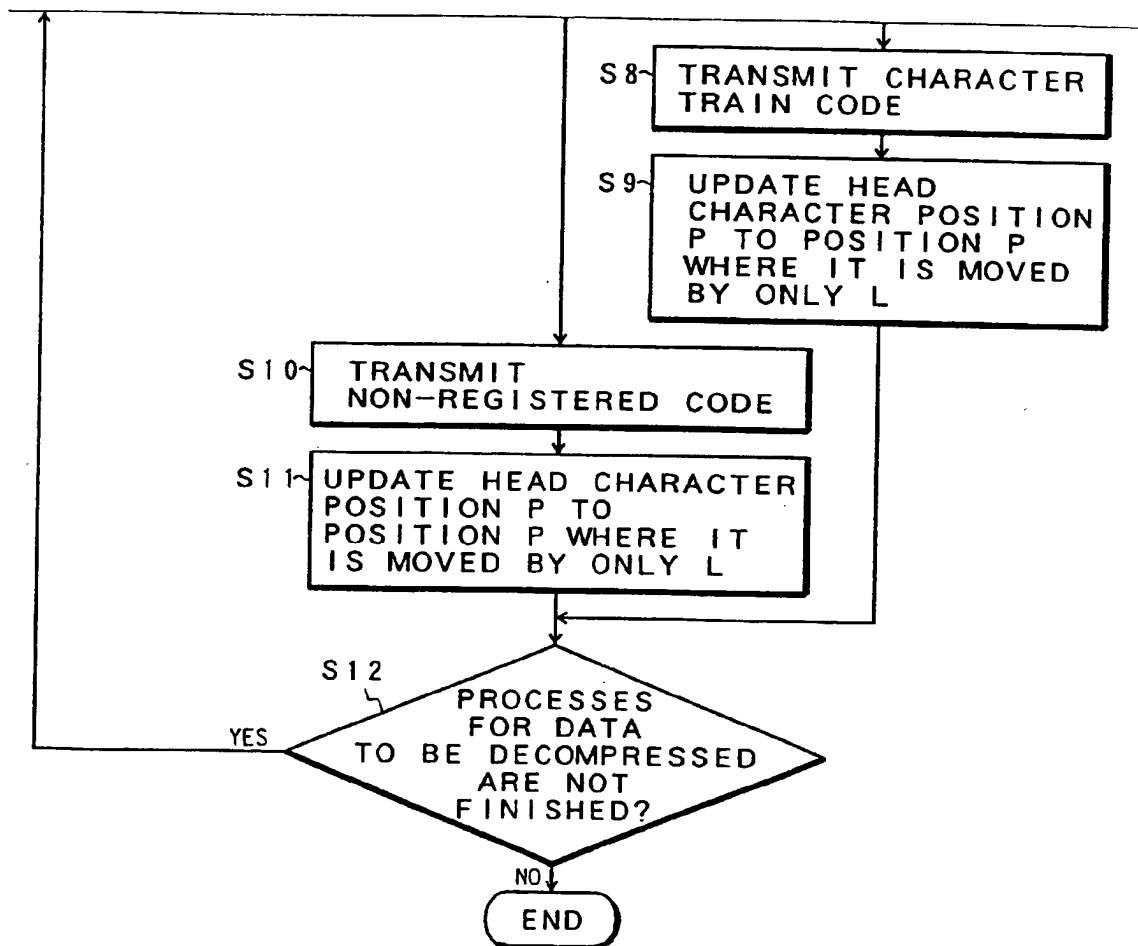 S8
TRANSMIT CHARACTER
TRAIN CODE
S9
UPDATE HEAD
CHARACTER POSITION
P TO POSITION P
WHERE IT IS MOVED
BY ONLY L
S10
TRANSMIT
NON-REGISTERED CODE
S11
UPDATE HEAD CHARACTER
POSITION P TO
POSITION P WHERE IT
IS MOVED BY ONLY L
S12
PROCESSES
FOR DATA
TO BE DECOMPRESSED
ARE NOT
FINISHED?
YES
NO
END